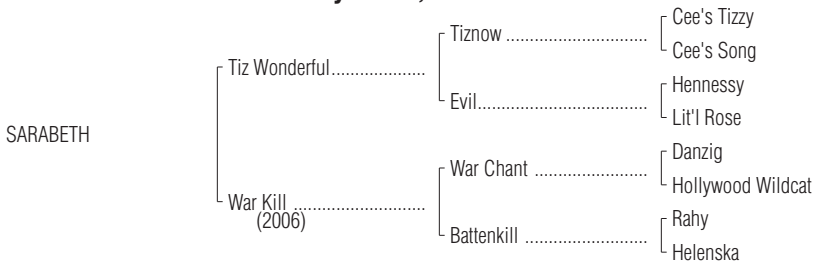 Cee's Tizzy
Tiznow ..............................
Cee's Song
Tiz Wonderful....................
Hennessy
Evil....................................
Lit'l Rose
SARABETH
Danzig
War Chant ........................
Hollywood Wildcat
War Kill ............................
(2006)
Rahy
Battenkill ..........................
Helenska